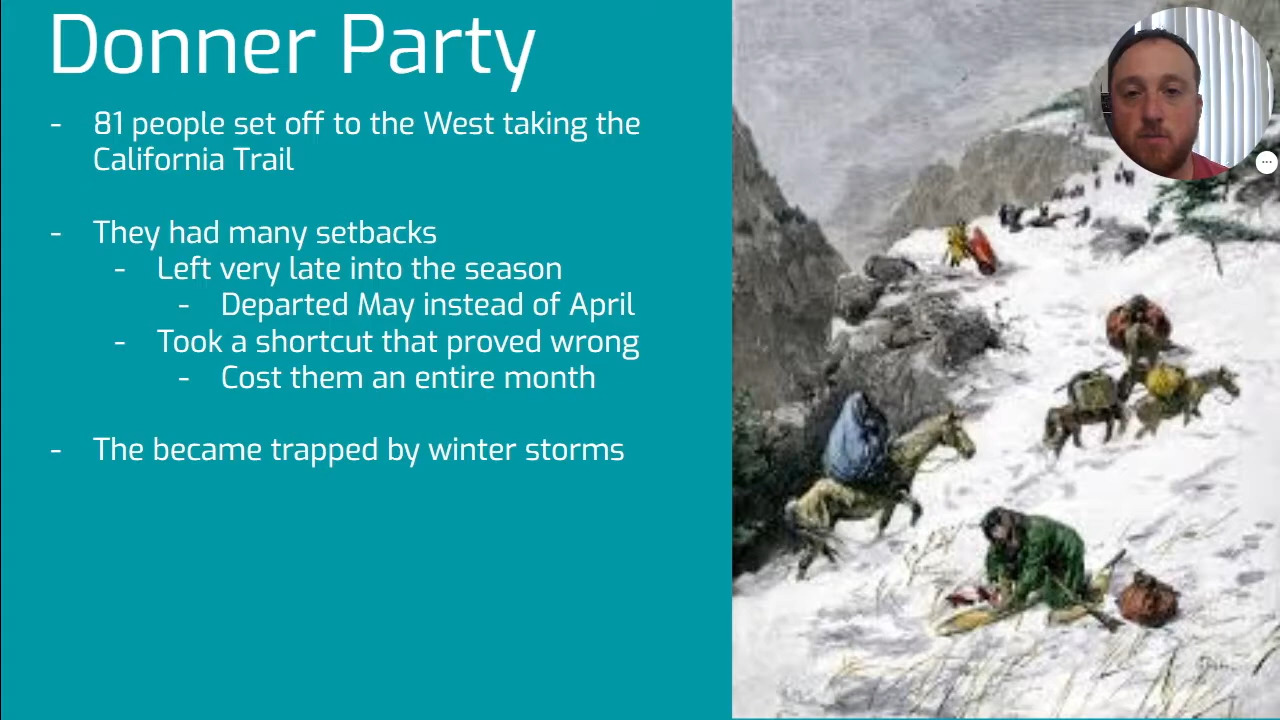 Donner Party
- 81 people set off to the West taking the
California Trail
- They had many setbacks
- Left very late into the season
- Departed May instead of April
- Took a shortcut that proved wrong
- Cost them an entire month
- The became trapped by winter storms